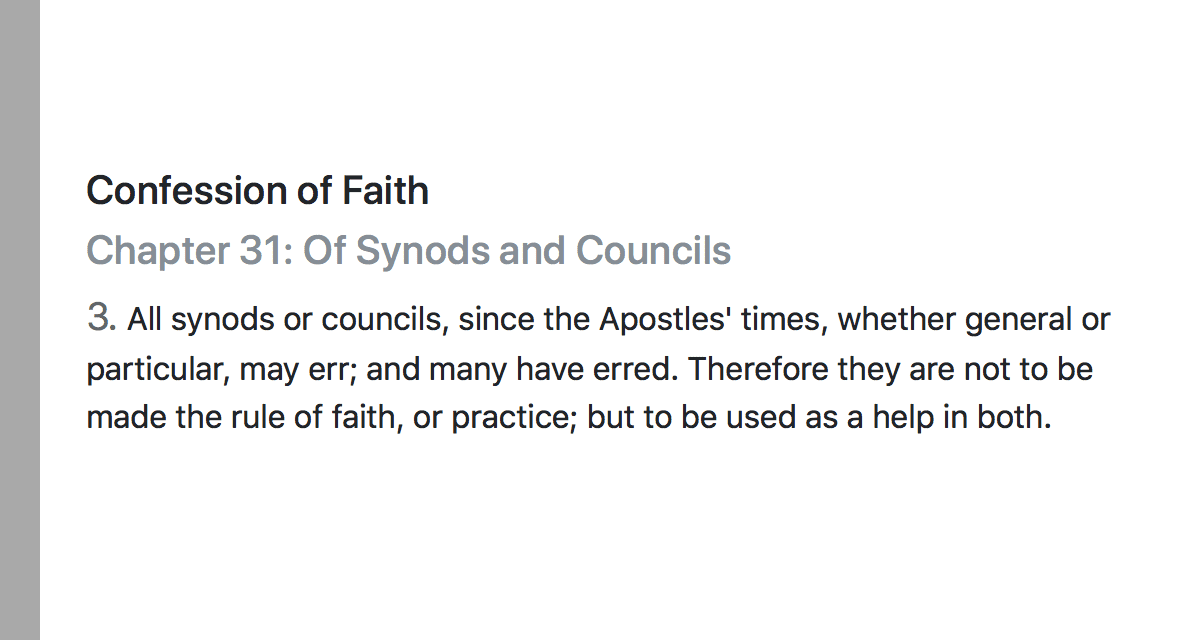 Confession of Faith
Chapter 31: Of Synods and Councils
3. All synods or councils, since the Apostles' times, whether general or
particular, may err; and many have erred. Therefore they are not to be
made the rule of faith, or practice; but to be used as a help in both.